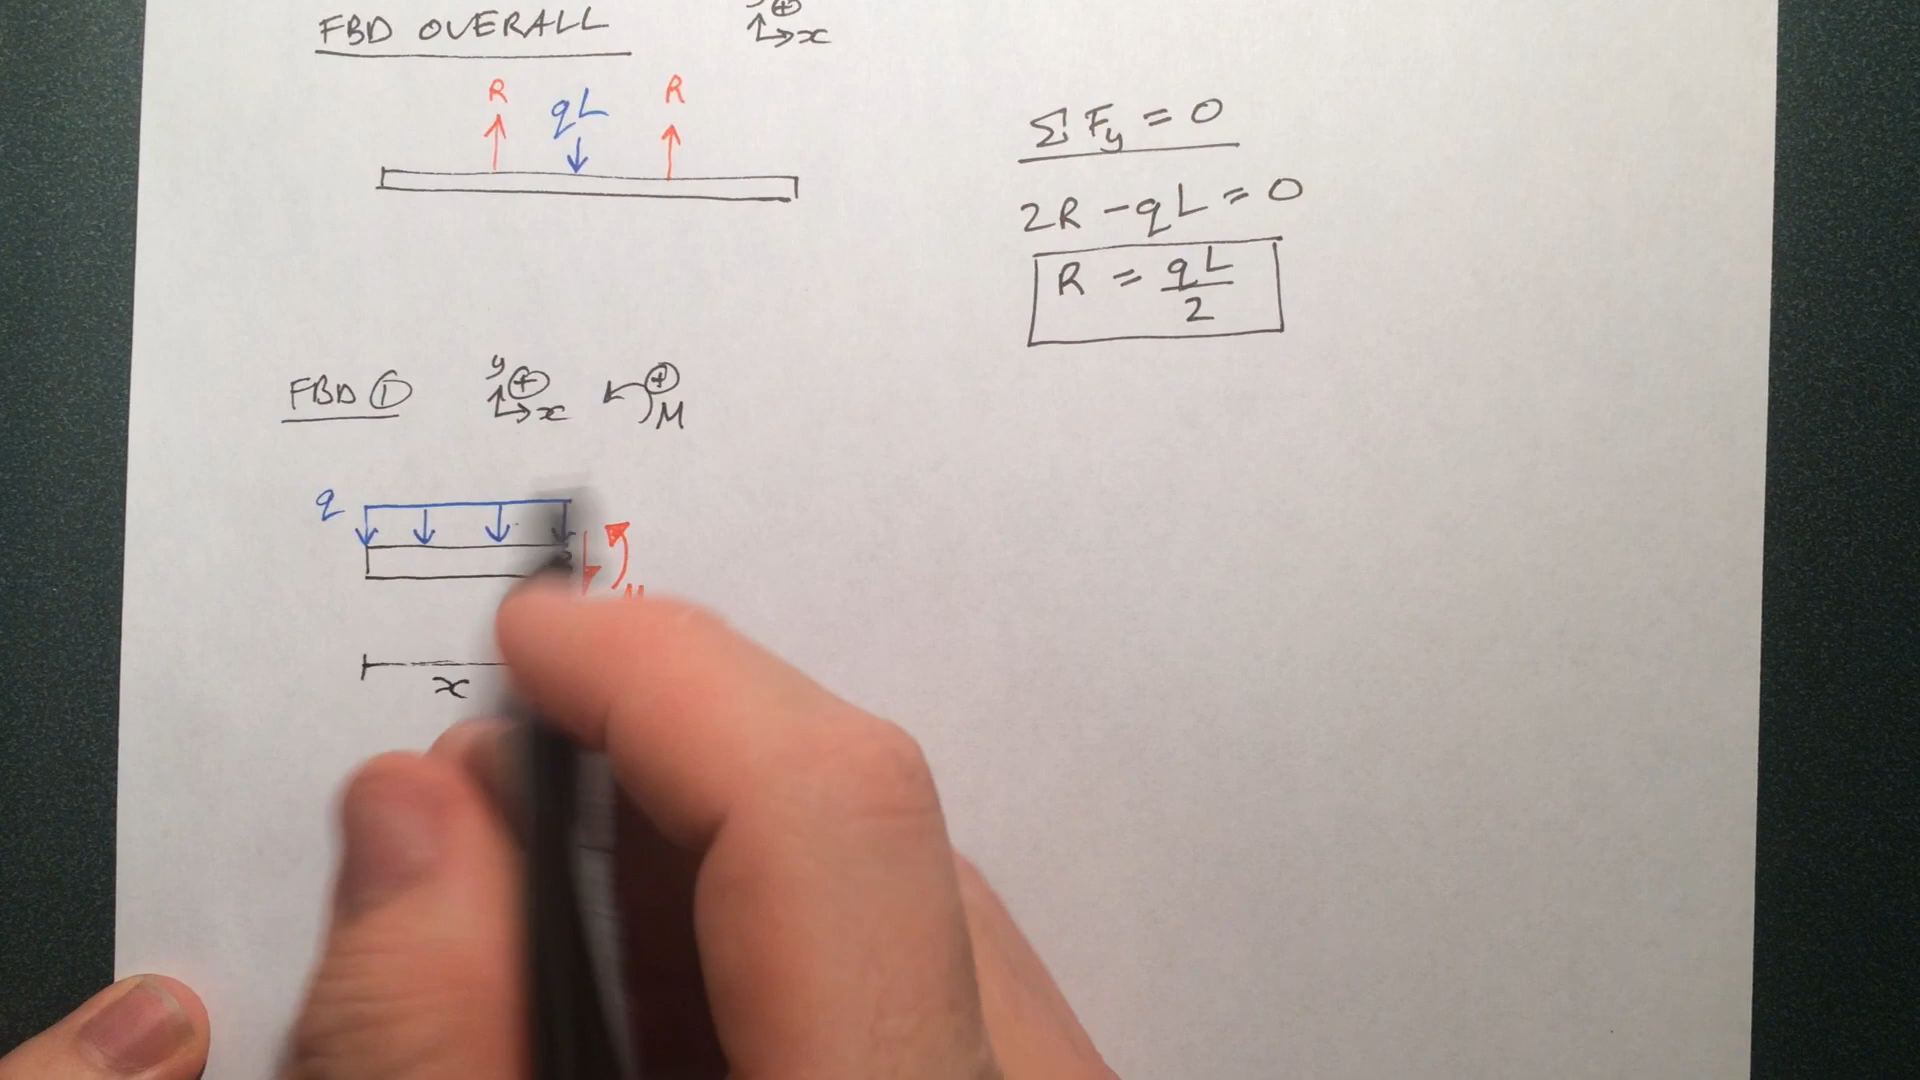 FBD OVERALL
⊕
x
R qL R
ΣFy = 0
2R - qL = 0
R = qL/2
FBD ① y ⊕ x ⊕ M
q
x